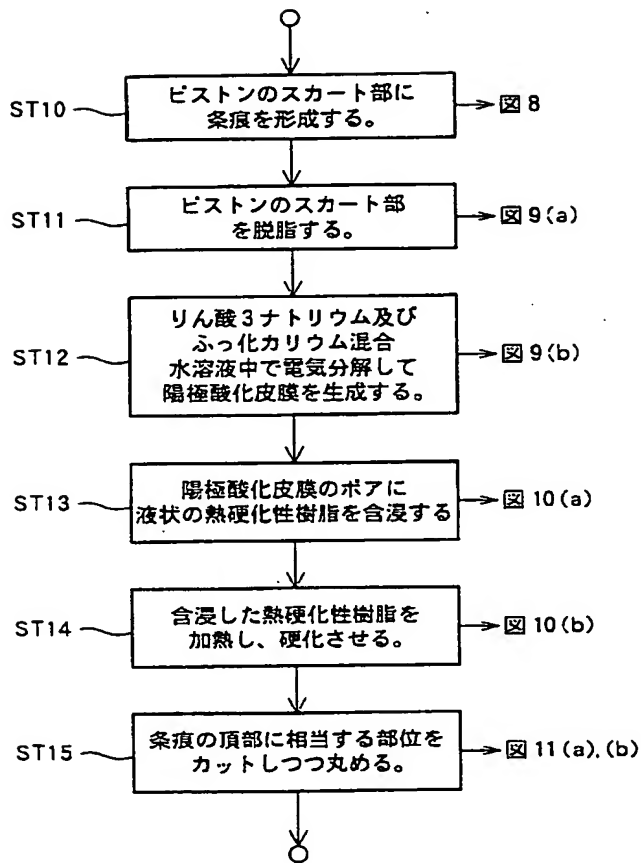 ST10
ピストンのスカート部に
条痕を形成する。
図8
ST11
ピストンのスカート部
を脱脂する。
図9(a)
ST12
りん酸3ナトリウム及び
ふっ化カリウム混合
水溶液中で電気分解して
陽極酸化皮膜を生成する。
図9(b)
ST13
陽極酸化皮膜のポアに
液状の熱硬化性樹脂を含浸する
図10(a)
ST14
含浸した熱硬化性樹脂を
加熱し、硬化させる。
図10(b)
ST15
条痕の頂部に相当する部位を
カットしつつ丸める。
図11(a),(b)